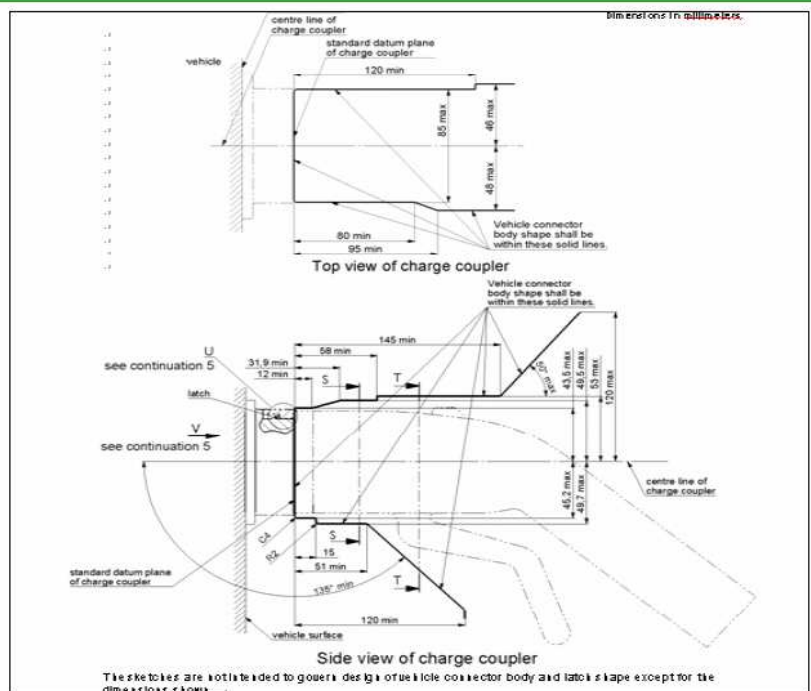 Dimensions in millimeters
centre line of
charge coupler
standard datum plane
of charge coupler
vehicle
120 min
85 max
46 max
48 max
80 min
95 min
Vehicle connector
body shape shall be
within these solid lines.
Top view of charge coupler
Vehicle connector
body shape shall be
within these solid lines.
145 min
58 min
31,9 min
12 min
U
see continuation 5
latch
V
see continuation 5
S
T
43,5 max
49,5 max
53 max
120 max
45,2 max
49,7 max
centre line of
charge coupler
C4
R2
S
T
15
51 min
135° min
120 min
standard datum plane
of charge coupler
vehicle surface
Side view of charge coupler
The sketches are not intended to govern design of vehicle connector body and latch shape except for the
dimensions shown.